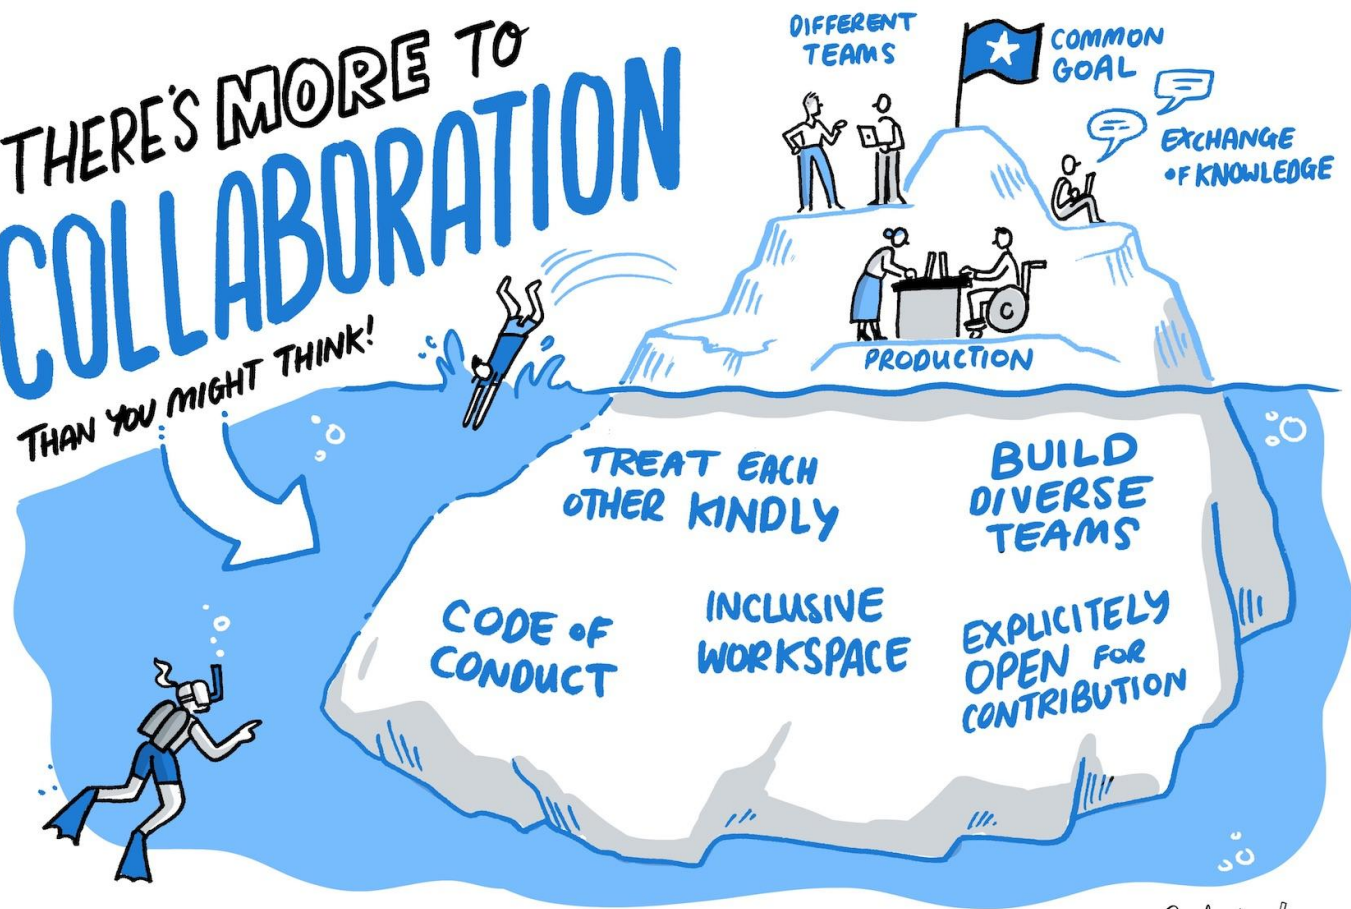 THERE'S MORE TO
COLLABORATION
THAN YOU MIGHT THINK!
DIFFERENT
TEAMS
COMMON
GOAL
EXCHANGE
OF KNOWLEDGE
PRODUCTION
TREAT EACH
OTHER KINDLY
BUILD
DIVERSE
TEAMS
CODE OF
CONDUCT
INCLUSIVE
WORKSPACE
EXPLICITELY
OPEN FOR
CONTRIBUTION